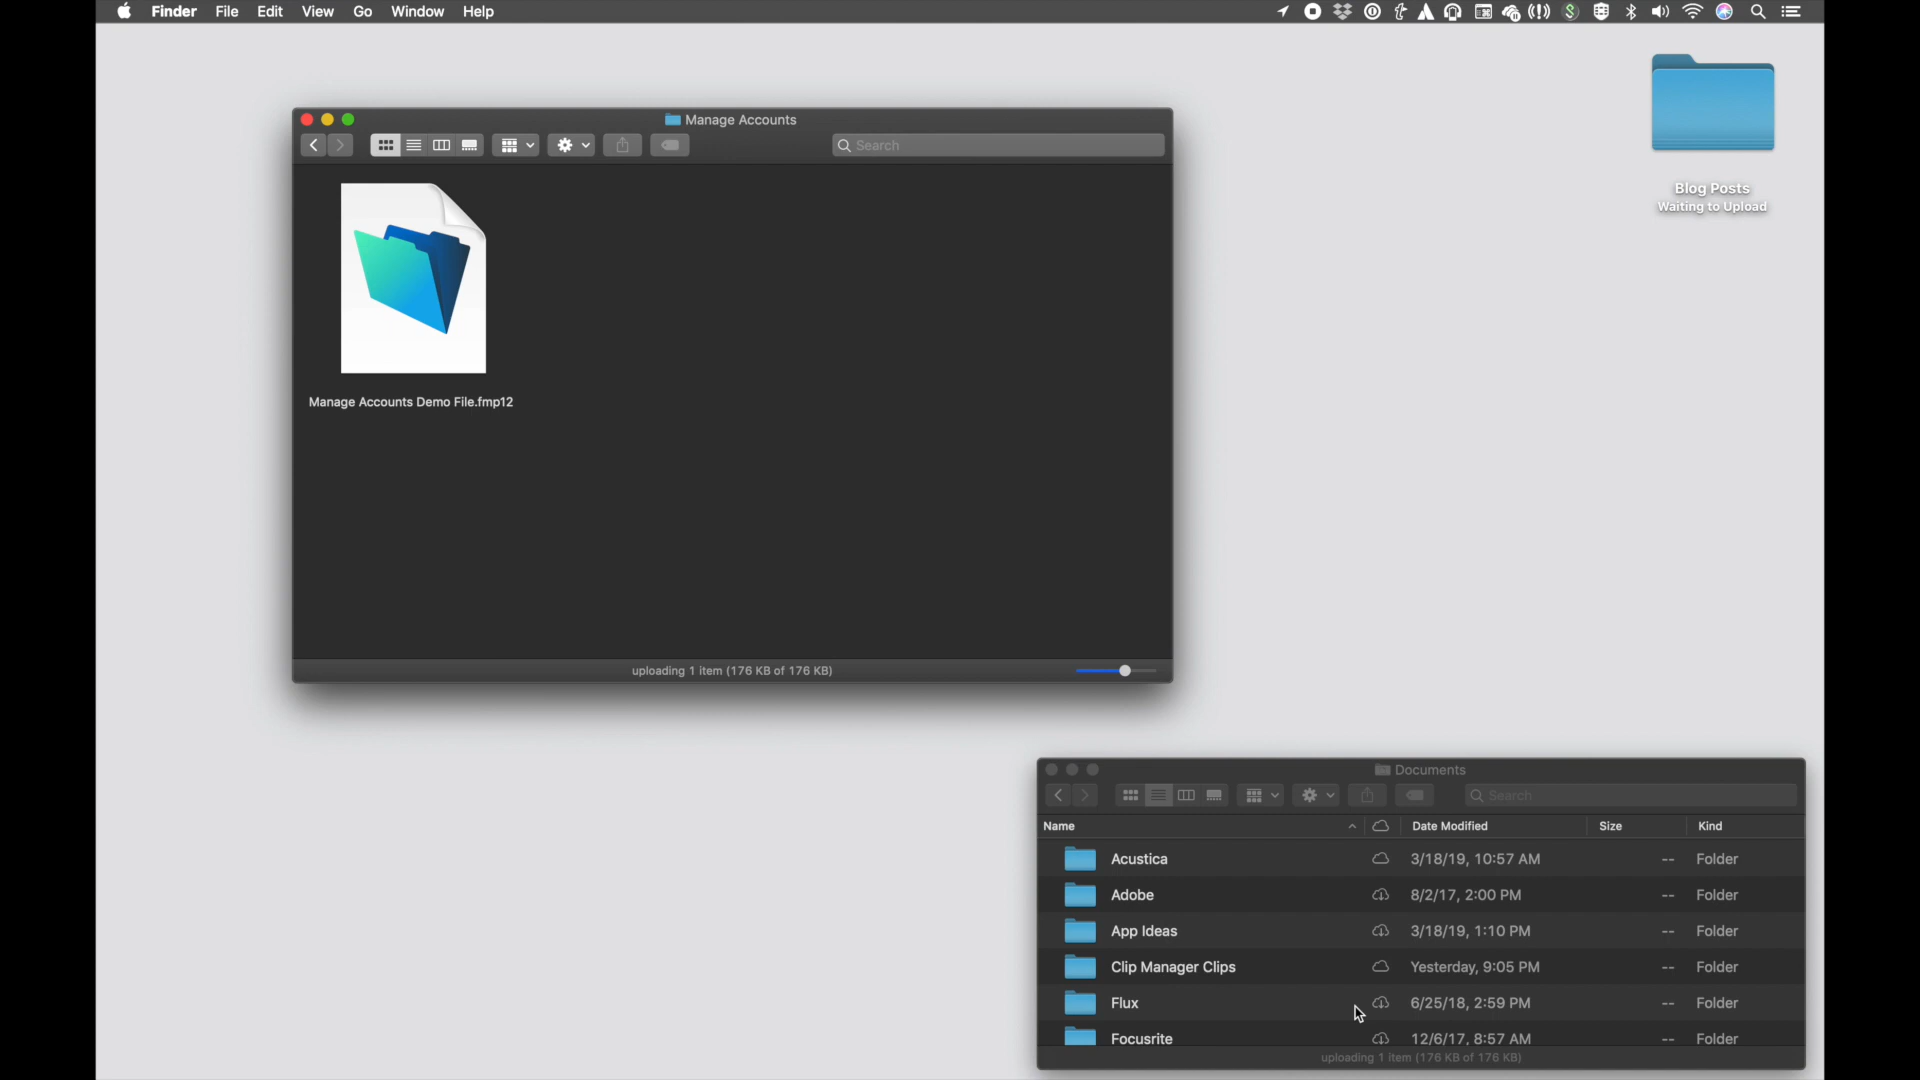 Finder File Edit View Go Window Help
Blog Posts
Waiting to Upload
Manage Accounts
Search
Manage Accounts Demo File.fmp12
uploading 1 item (176 KB of 176 KB)
Documents
Search
Name Date Modified Size Kind
Acustica 3/18/19, 10:57 AM -- Folder
Adobe 8/2/17, 2:00 PM -- Folder
App Ideas 3/18/19, 1:10 PM -- Folder
Clip Manager Clips Yesterday, 9:05 PM -- Folder
Flux 6/25/18, 2:59 PM -- Folder
Focusrite 12/6/17, 8:57 AM -- Folder
uploading 1 item (176 KB of 176 KB)